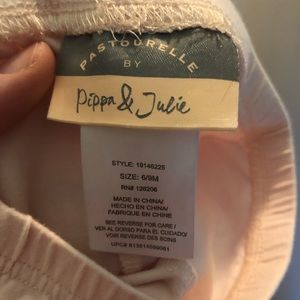 PASTOURELLE
BY
Pippa & Julie
STYLE: 19146225
SIZE: 6/9M
RN# 126206
MADE IN CHINA/
HECHO EN CHINA/
FABRIQUE EN CHINE
SEE REVERSE FOR CARE/
VER AL DORSO PARA EL CUIDADO/
VOIR REVERS DES SOINS